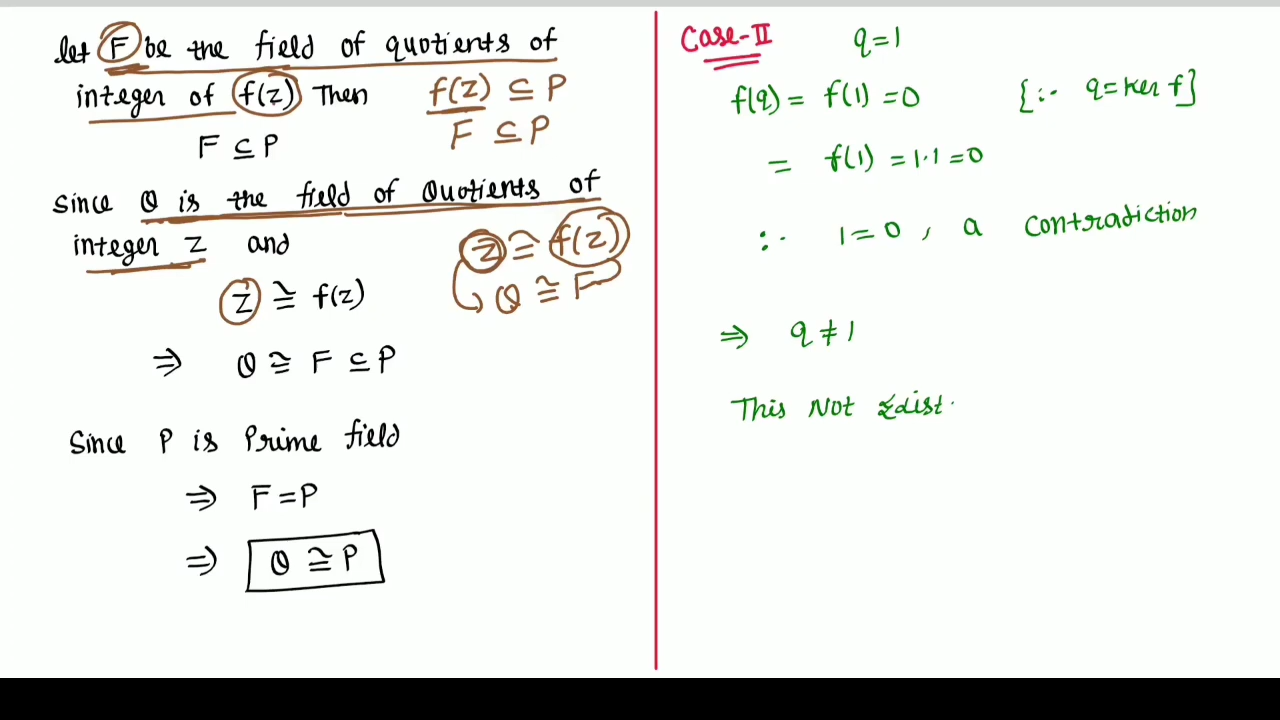 let F be the field of quotients of
integer of f(z) Then f(z) ⊆ P
F ⊆ P F ⊆ P
Since Q is the field of Quotients of
integer Z and Z ≅ f(z)
Z ≅ f(z) Q ≅ F
⇒ Q ≅ F ⊆ P
Since P is Prime field
⇒ F = P
⇒ Q ≅ P
Case-II q=1
f(q) = f(1) = 0 [∵ q = ker f]
= f(1) = 1·1 = 0
∴ 1 = 0, a contradiction
⇒ q ≠ 1
This Not Exist.